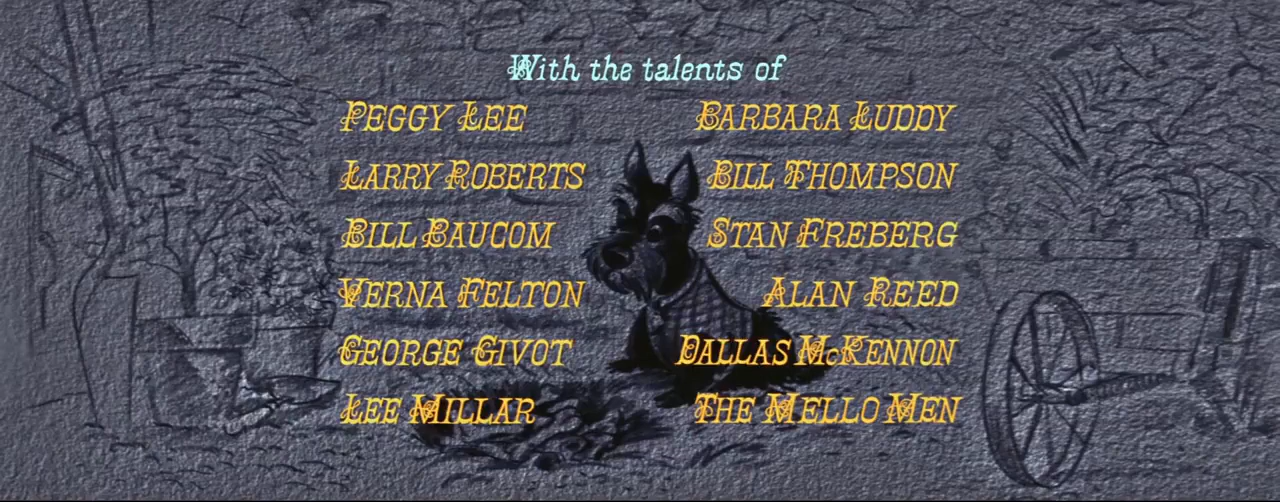 With the talents of
PEGGY LEE BARBARA LUDDY
LARRY ROBERTS BILL THOMPSON
BILL BAUCOM STAN FREBERG
VERNA FELTON ALAN REED
GEORGE GIVOT DALLAS MCKENNON
LEE MILLAR THE MELLO MEN